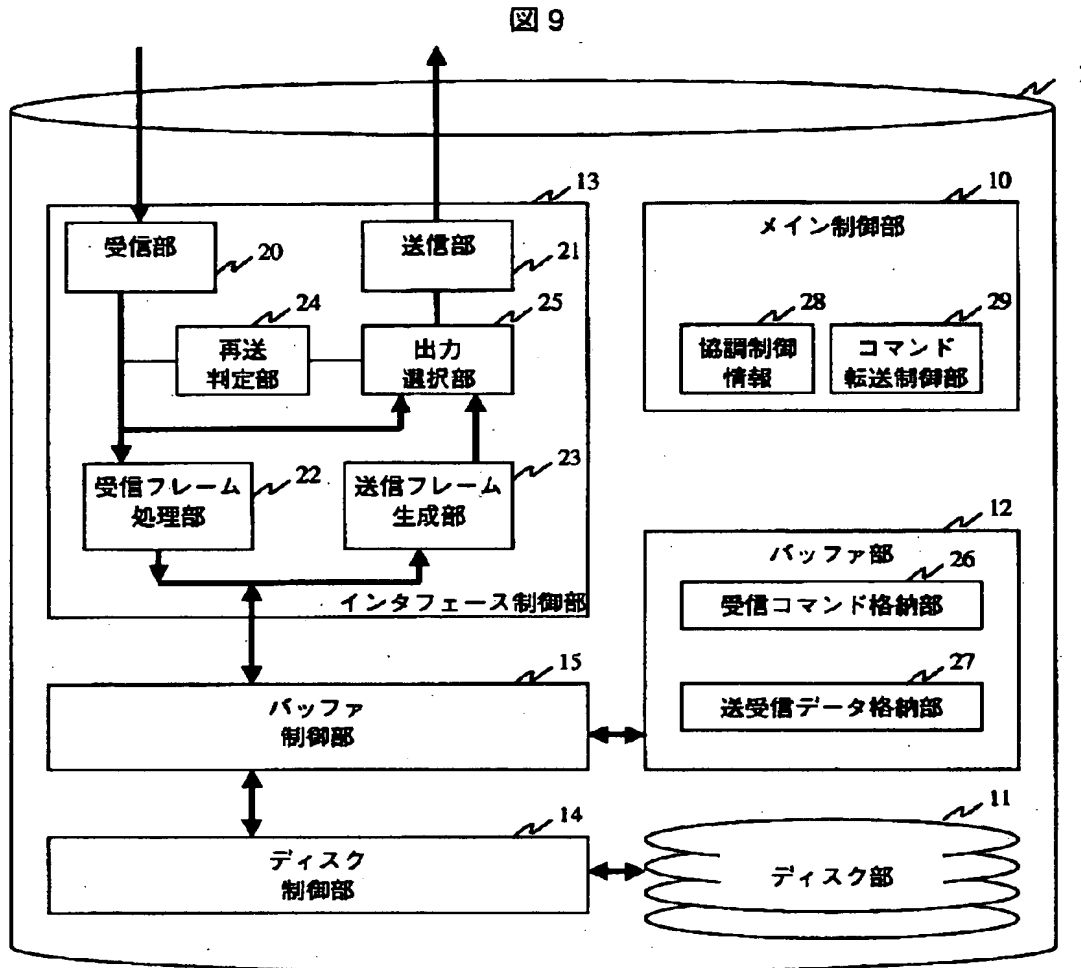 図9
13
受信部
20
送信部
21
24
再送
判定部
25
出力
選択部
受信フレーム
処理部
22
送信フレーム
生成部
23
インタフェース制御部
10
メイン制御部
28
協調制御
情報
29
コマンド
転送制御部
12
バッファ部
26
受信コマンド格納部
27
送受信データ格納部
15
バッファ
制御部
14
ディスク
制御部
11
ディスク部